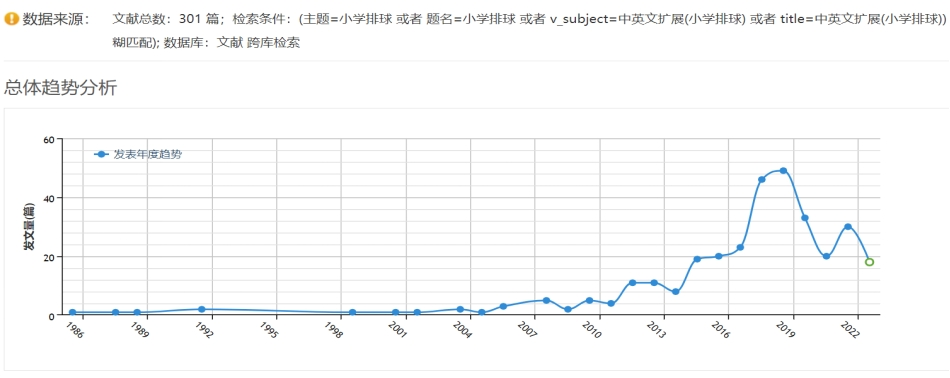 数据来源： 文献总数：301 篇；检索条件：(主题=小学排球 或者 题名=小学排球 或者 v_subject=中英文扩展(小学排球) 或者 title=中英文扩展(小学排球))
糊匹配); 数据库：文献 跨库检索
总体趋势分析
60
发表年度趋势
40
发文量(篇)
20
0
1986 1989 1992 1995 1998 2001 2004 2007 2010 2013 2016 2019 2022